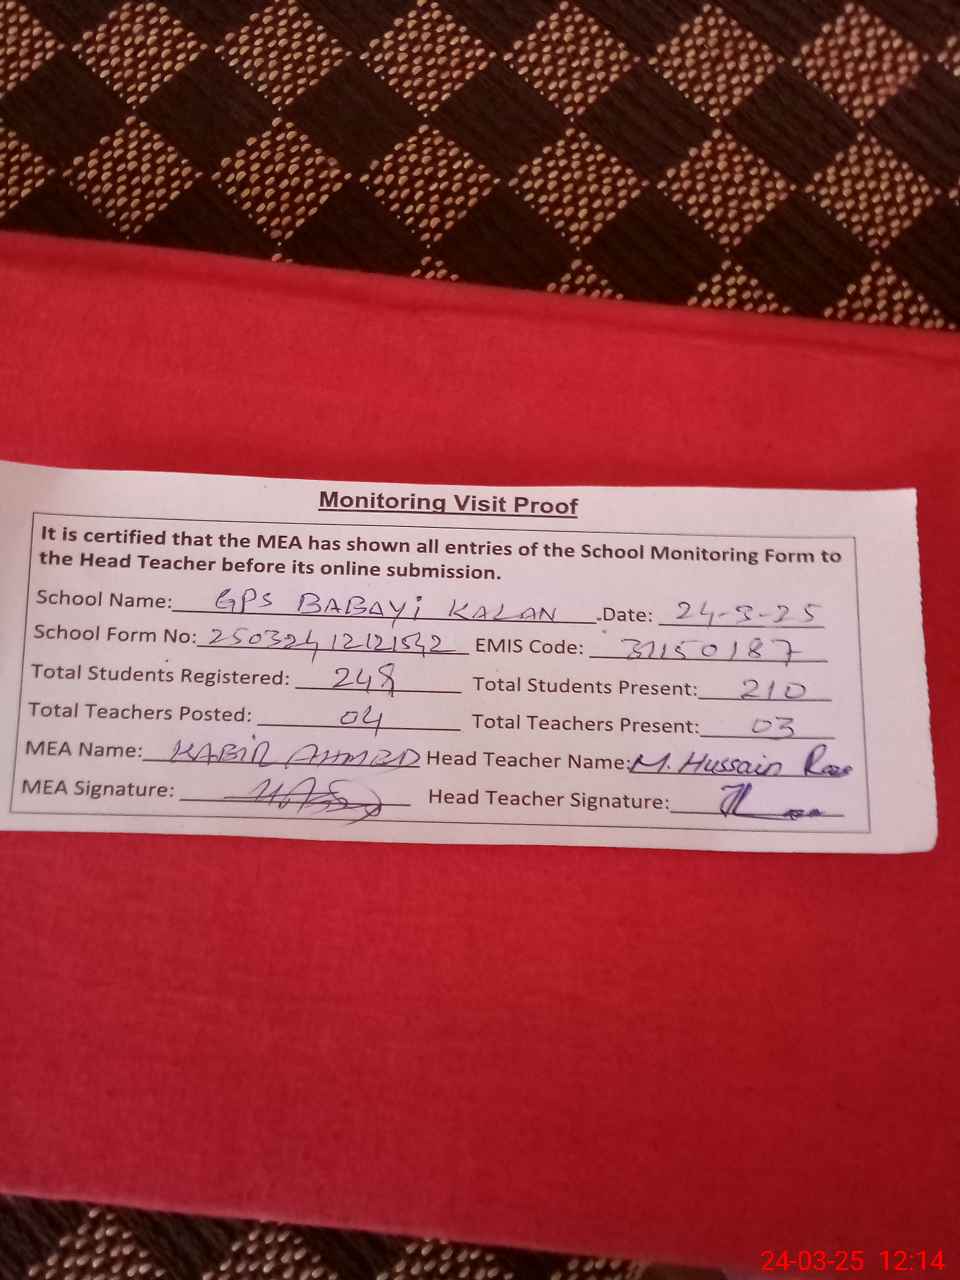 Monitoring Visit Proof
It is certified that the MEA has shown all entries of the School Monitoring Form to
the Head Teacher before its online submission.
School Name: GPS BABAYi KALAN .Date: 24-3-25
School Form No: 25032412121542 EMIS Code: 31150187
Total Students Registered: 248 Total Students Present: 210
Total Teachers Posted: 04 Total Teachers Present: 03
MEA Name: KABIR AHMED Head Teacher Name: M. Hussain
MEA Signature: Head Teacher Signature:
24-03-25 12:14